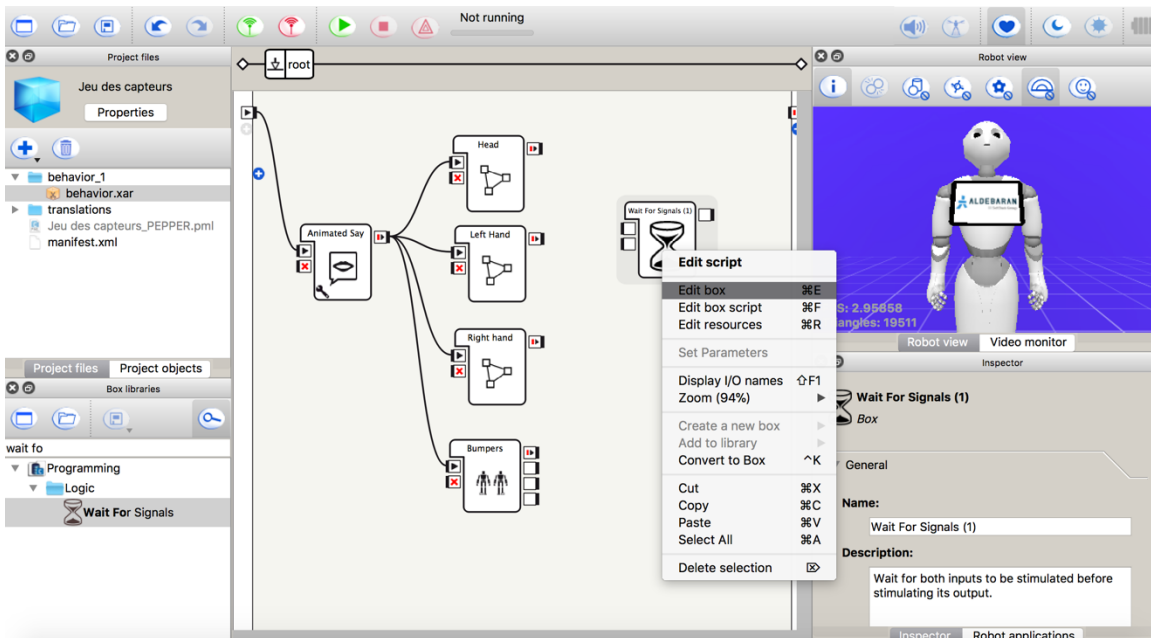 Not running
Project files
Jeu des capteurs
Properties
behavior_1
behavior.xar
translations
Jeu des capteurs_PEPPER.pml
manifest.xml
Project files
Project objects
Box libraries
wait fo
Programming
Logic
Wait For Signals
root
Animated Say
Head
Left Hand
Right hand
Bumpers
Wait For Signals (1)
Edit script
Edit box ⌘E
Edit box script ⌘F
Edit resources ⌘R
Set Parameters
Display I/O names ⇧F1
Zoom (94%)
Create a new box
Add to library
Convert to Box ^K
Cut ⌘X
Copy ⌘C
Paste ⌘V
Select All ⌘A
Delete selection ⌦
Robot view
ALDEBARAN
S: 2.95858
angles: 19511
Robot view
Video monitor
Inspector
Wait For Signals (1)
Box
General
Name:
Wait For Signals (1)
Description:
Wait for both inputs to be stimulated before
stimulating its output.
Inspector
Robot applications